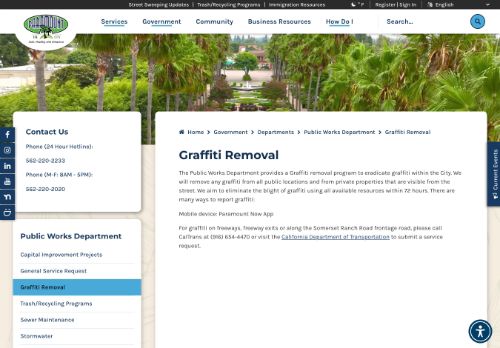 Street Sweeping Updates | Trash/Recycling Programs | Immigration Resources
°F Register | Sign In English
PARAMOUNT
Services Government Community Business Resources How Do I Search...
Contact Us
Phone (24 Hour Hotline):
562-220-2233
Phone (M-F: 8AM - 5PM):
562-220-2020
Public Works Department
Capital Improvement Projects
General Service Request
Graffiti Removal
Trash/Recycling Programs
Sewer Maintenance
Stormwater
Home > Government > Departments > Public Works Department > Graffiti Removal
Graffiti Removal
The Public Works Department provides a Graffiti removal program to eradicate graffiti within the City. We
will remove any graffiti from all public locations and from private properties that are visible from the
street. We aim to eliminate the blight of graffiti using all available resources within 72 hours. There are
many ways to report graffiti:
Mobile device: Paramount Now App
For graffiti on freeways, freeway exits or along the Somerset Ranch Road frontage road, please call
CalTrans at (916) 654-4470 or visit the California Department of Transportation to submit a service
request.
Current Events